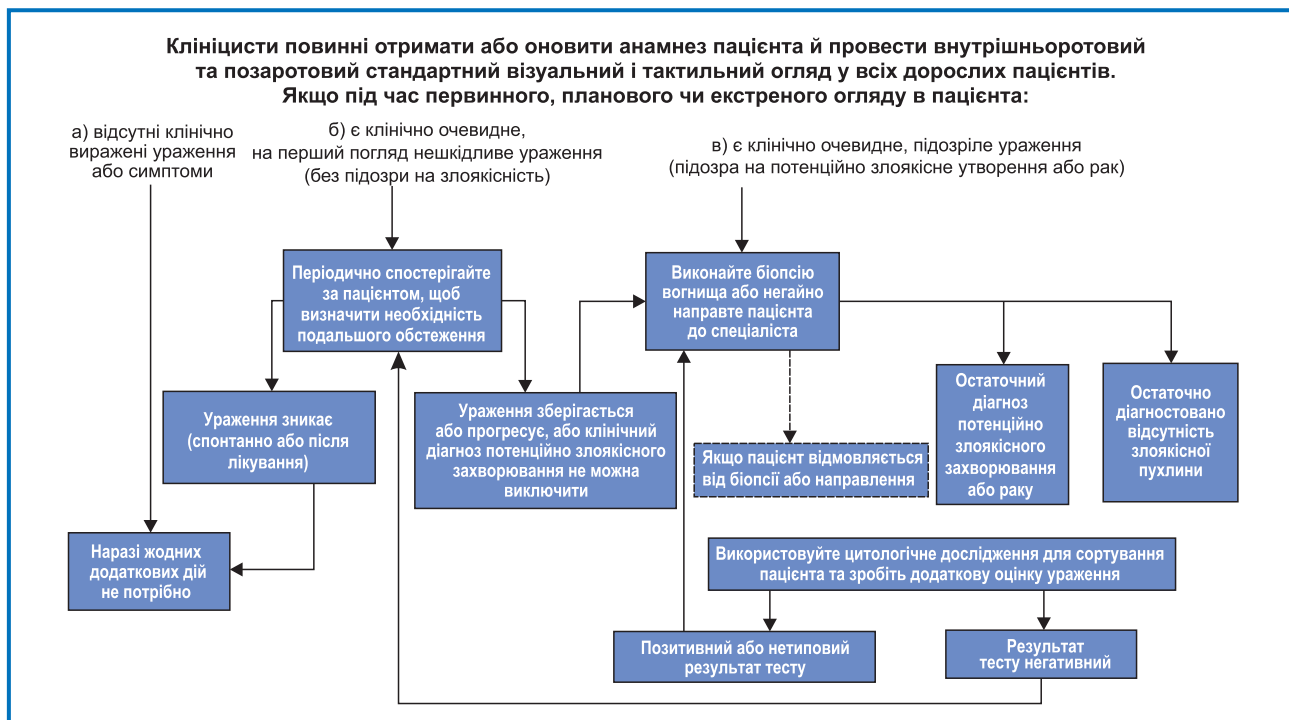 Клініцисти повинні отримати або оновити анамнез пацієнта й провести внутрішньоротовий
та позаротовий стандартний візуальний і тактильний огляд у всіх дорослих пацієнтів.
Якщо під час первинного, планового чи екстреного огляду в пацієнта:
а) відсутні клінічно
виражені ураження
або симптоми
б) є клінічно очевидне,
на перший погляд нешкідливе ураження
(без підозри на злоякісність)
в) є клінічно очевидне, підозріле ураження
(підозра на потенційно злоякісне утворення або рак)
Періодично спостерігайте
за пацієнтом, щоб
визначити необхідність
подальшого обстеження
Виконайте біопсію
вогнища або негайно
направте пацієнта
до спеціаліста
Ураження зникає
(спонтанно або після
лікування)
Ураження зберігається
або прогресує, або клінічний
діагноз потенційно злоякісного
захворювання не можна
виключити
Якщо пацієнт відмовляється
від біопсії або направлення
Остаточний
діагноз
потенційно
злоякісного
захворювання
або раку
Остаточно
діагностовано
відсутність
злоякісної
пухлини
Наразі жодних
додаткових дій
не потрібно
Використовуйте цитологічне дослідження для сортування
пацієнта та зробіть додаткову оцінку ураження
Позитивний або нетиповий
результат тесту
Результат
тесту негативний